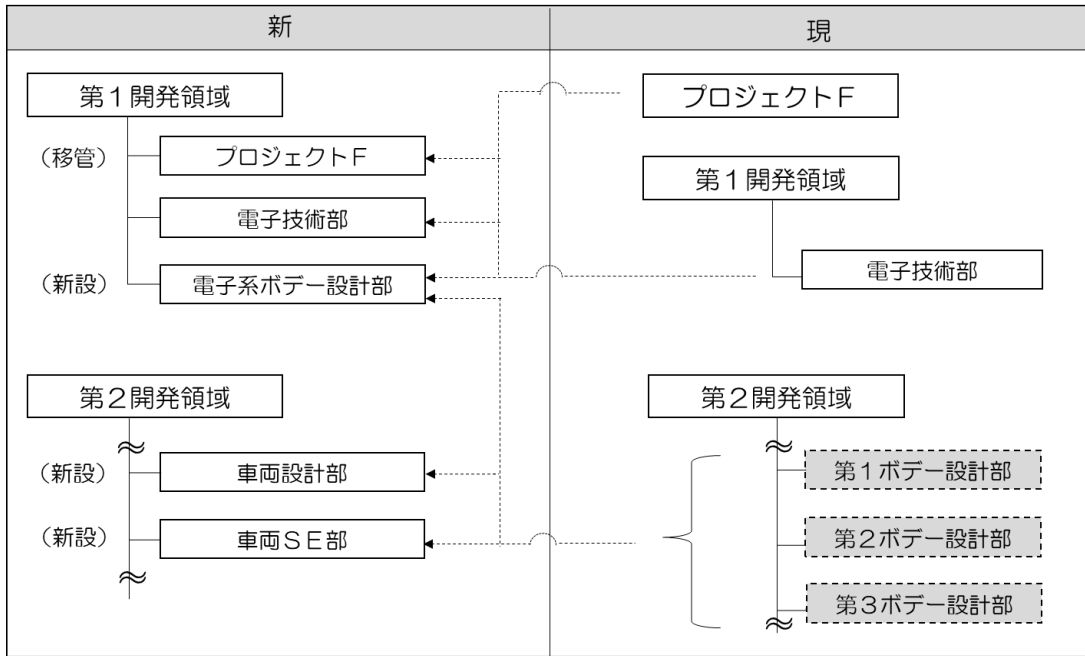 新
現
第１開発領域
（移管）
プロジェクトＦ
電子技術部
（新設）
電子系ボデー設計部
第２開発領域
（新設）
車両設計部
（新設）
車両ＳＥ部
プロジェクトＦ
第１開発領域
電子技術部
第２開発領域
第１ボデー設計部
第２ボデー設計部
第３ボデー設計部